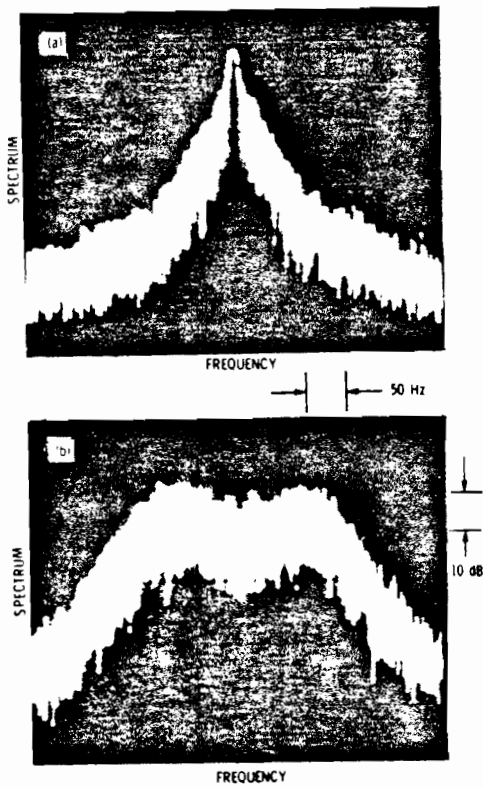 (a)
SPECTRUM
FREQUENCY
50 Hz
(b)
SPECTRUM
10 dB
FREQUENCY